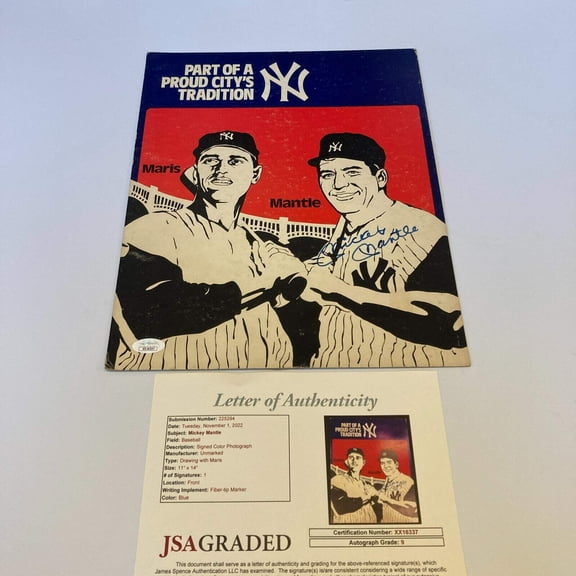 PART OF A
PROUD CITY'S
TRADITION
NY
NY
NY
Maris
Mantle
Mickey Mantle
NY
Letter of Authenticity
Submission Number: 225294
Date: Tuesday, November 1, 2022
Subject: Mickey Mantle
Field: Baseball
Description: Signed Color Photograph
Manufacturer: Unmarked
Type: Drawing with Maris
Size: 11" x 14"
# of Signatures: 1
Location: Front
Writing Implement: Fiber-tip Marker
Color: Blue
PART OF A
PROUD CITY'S
TRADITION
NY
Certification Number: XX16337
Autograph Grade: 9
JSAGRADED
This document shall serve as a letter of authenticity and grading for the above-referenced signature(s), which
James Spence Authentication LLC has examined. The signature(s) is/are consistent considering a wide range of specific